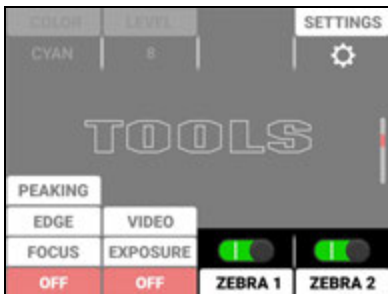 COLOR LEVEL SETTINGS
CYAN 8
TOOLS
PEAKING
EDGE VIDEO
FOCUS EXPOSURE
OFF OFF ZEBRA 1 ZEBRA 2